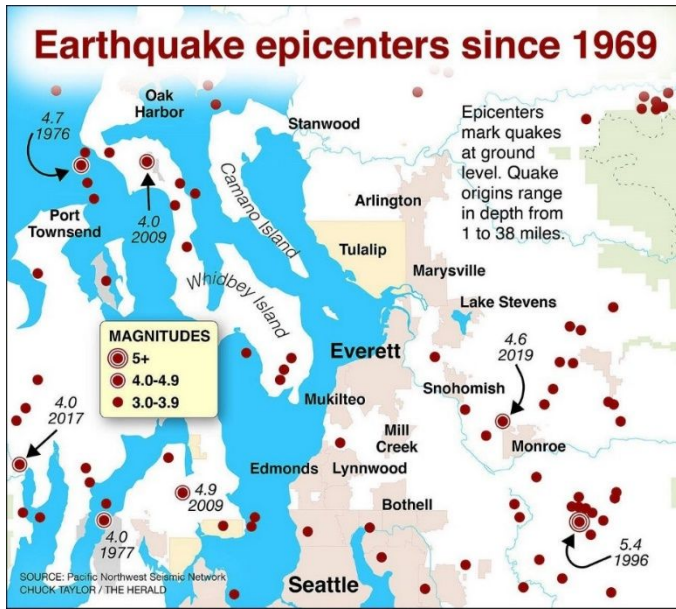 Earthquake epicenters since 1969
4.7
1976
Oak
Harbor
Stanwood
Epicenters
mark quakes
at ground
level. Quake
origins range
in depth from
1 to 38 miles.
4.0
2009
Port
Townsend
Camano Island
Arlington
Tulalip
Marysville
Whidbey Island
Lake Stevens
MAGNITUDES
5+
4.0-4.9
3.0-3.9
Everett
4.6
2019
Snohomish
Mukilteo
4.0
2017
Mill
Creek
Monroe
Edmonds
Lynnwood
4.9
2009
Bothell
4.0
1977
5.4
1996
SOURCE: Pacific Northwest Seismic Network
CHUCK TAYLOR / THE HERALD
Seattle